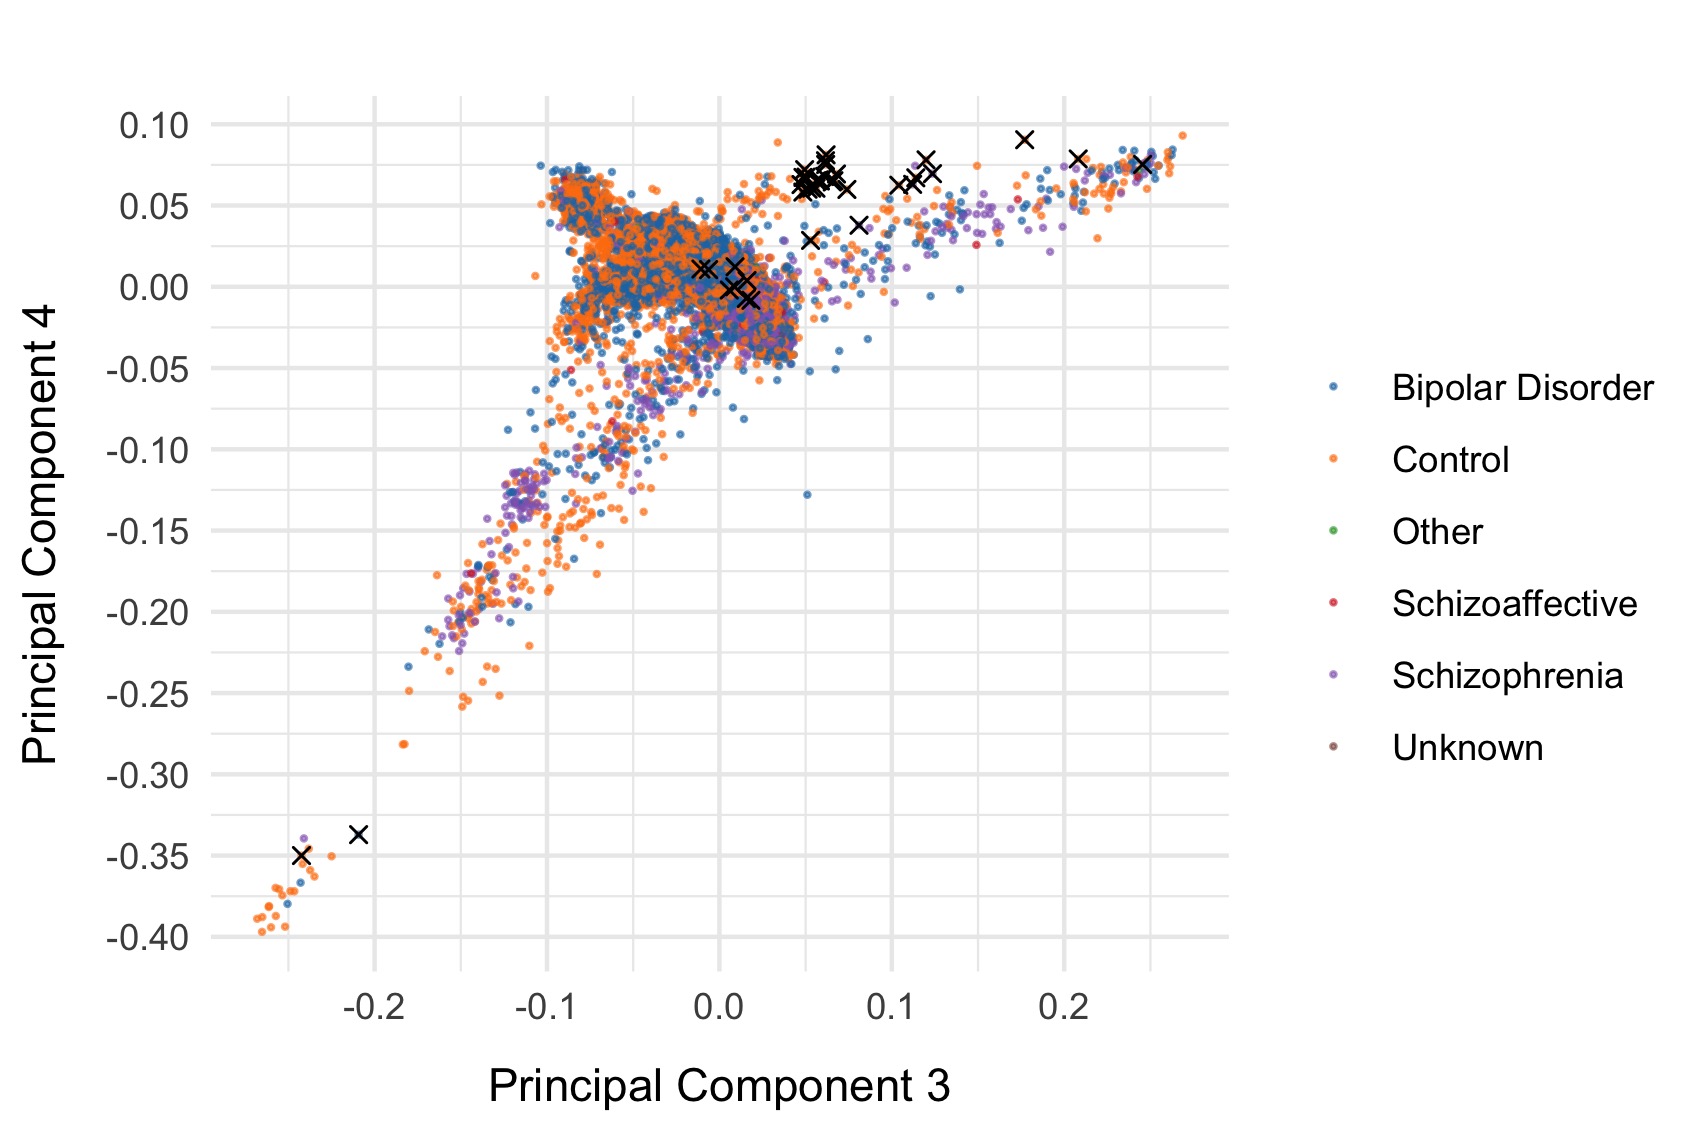 Principal Component 4
0.10
0.05
0.00
-0.05
-0.10
-0.15
-0.20
-0.25
-0.30
-0.35
-0.40
-0.2 -0.1 0.0 0.1 0.2
Principal Component 3
Bipolar Disorder
Control
Other
Schizoaffective
Schizophrenia
Unknown